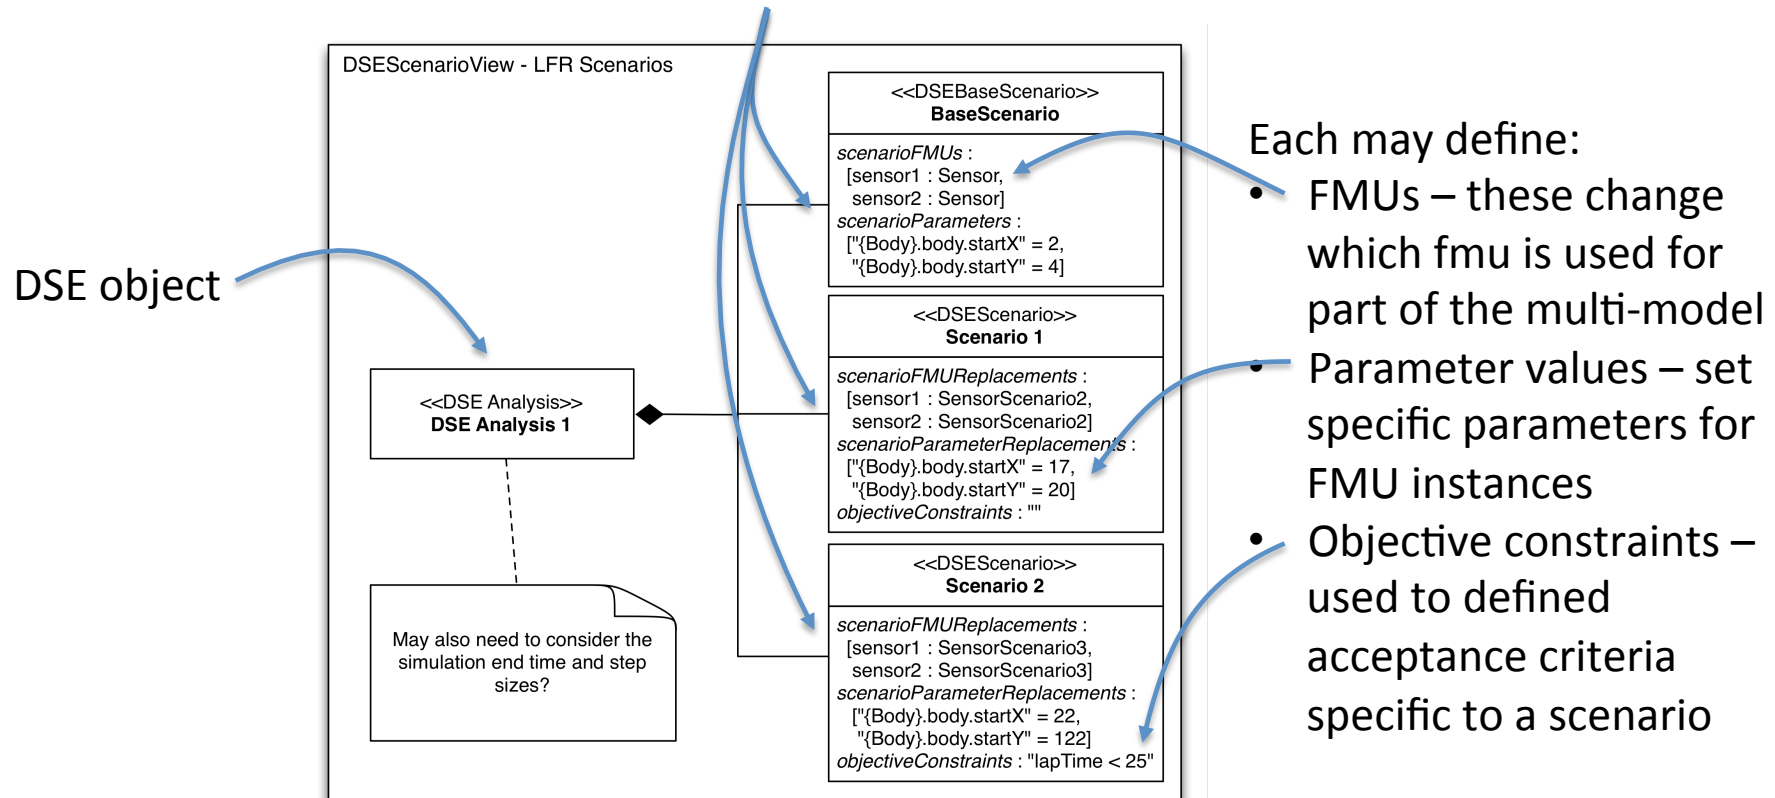 DSEScenarioView - LFR Scenarios
<<DSEBaseScenario>>
BaseScenario
scenarioFMUs :
[sensor1 : Sensor,
sensor2 : Sensor]
scenarioParameters :
["{Body}.body.startX" = 2,
"{Body}.body.startY" = 4]
<<DSEScenario>>
Scenario 1
scenarioFMUReplacements :
[sensor1 : SensorScenario2,
sensor2 : SensorScenario2]
scenarioParameterReplacements :
["{Body}.body.startX" = 17,
"{Body}.body.startY" = 20]
objectiveConstraints : ""
<<DSEScenario>>
Scenario 2
scenarioFMUReplacements :
[sensor1 : SensorScenario3,
sensor2 : SensorScenario3]
scenarioParameterReplacements :
["{Body}.body.startX" = 22,
"{Body}.body.startY" = 122]
objectiveConstraints : "lapTime < 25"
DSE object
<<DSE Analysis>>
DSE Analysis 1
May also need to consider the
simulation end time and step
sizes?
Each may define:
• FMUs – these change
which fmu is used for
part of the multi-model
• Parameter values – set
specific parameters for
FMU instances
• Objective constraints –
used to defined
acceptance criteria
specific to a scenario